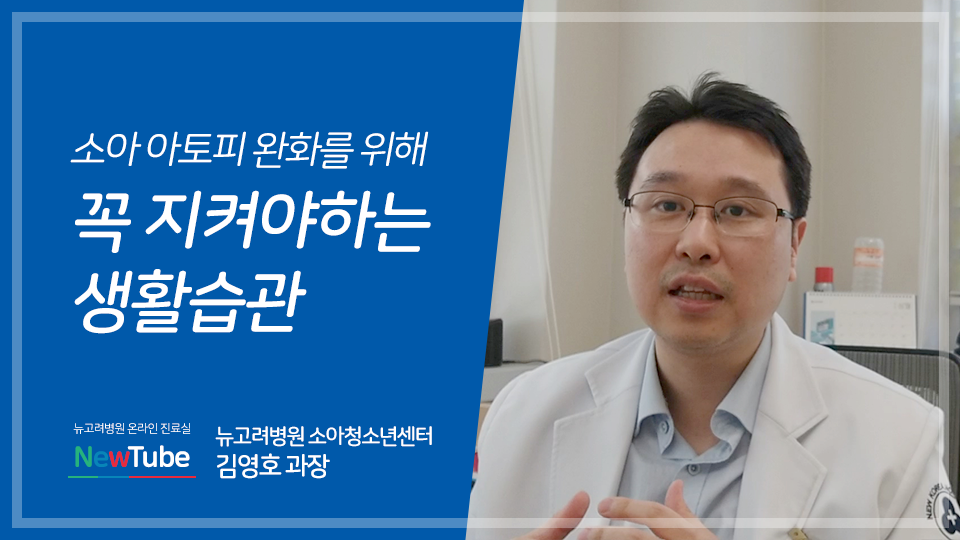 소아 아토피 완화를 위해
꼭 지켜야하는
생활습관
뉴고려병원 온라인 진료실
NewTube
뉴고려병원 소아청소년센터
김영호 과장
NEW KOREA